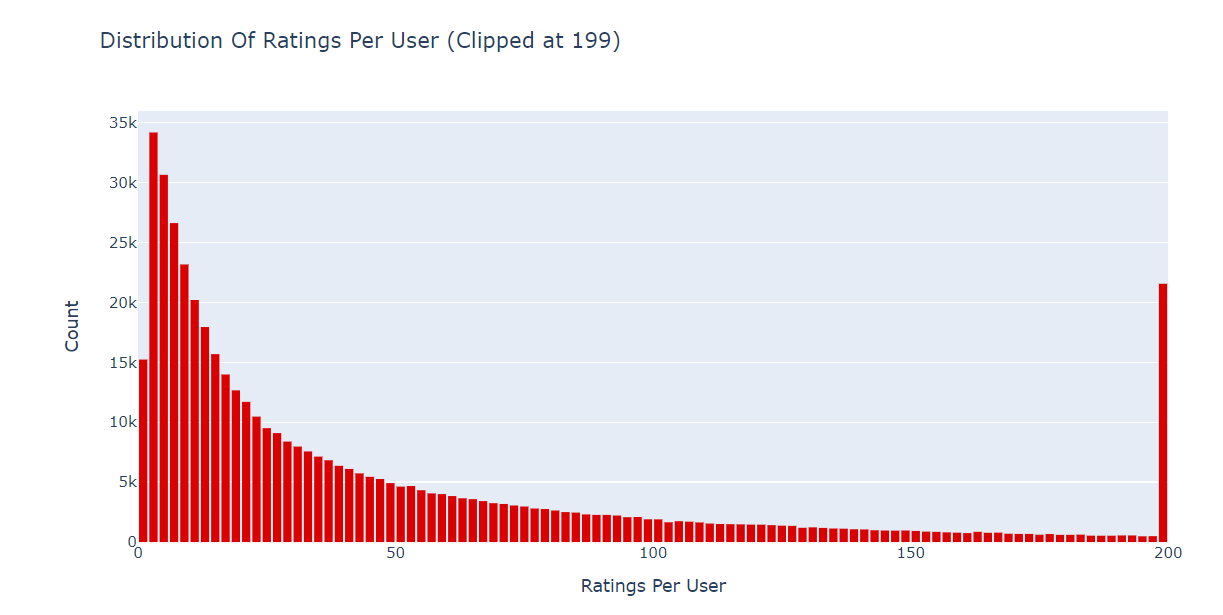 Distribution Of Ratings Per User (Clipped at 199)
35k
30k
25k
20k
15k
10k
5k
0
Count
0 50 100 150 200
Ratings Per User